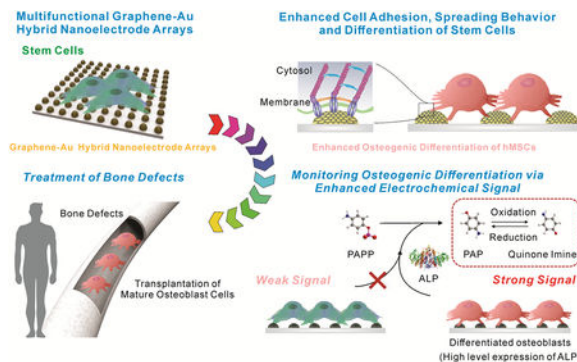 Multifunctional Graphene-Au
Hybrid Nanoelectrode Arrays
Stem Cells
Graphene-Au Hybrid Nanoelectrode Arrays
Enhanced Cell Adhesion, Spreading Behavior
and Differentiation of Stem Cells
Cytosol
Membrane
Enhanced Osteogenic Differentiation of hMSCs
Treatment of Bone Defects
Bone Defects
Transplantation of
Mature Osteoblast Cells
Monitoring Osteogenic Differentiation via
Enhanced Electrochemical Signal
PAPP
ALP
Oxidation
Reduction
PAP
Quinone Imine
Weak Signal
Strong Signal
Differentiated osteoblasts
(High level expression of ALP